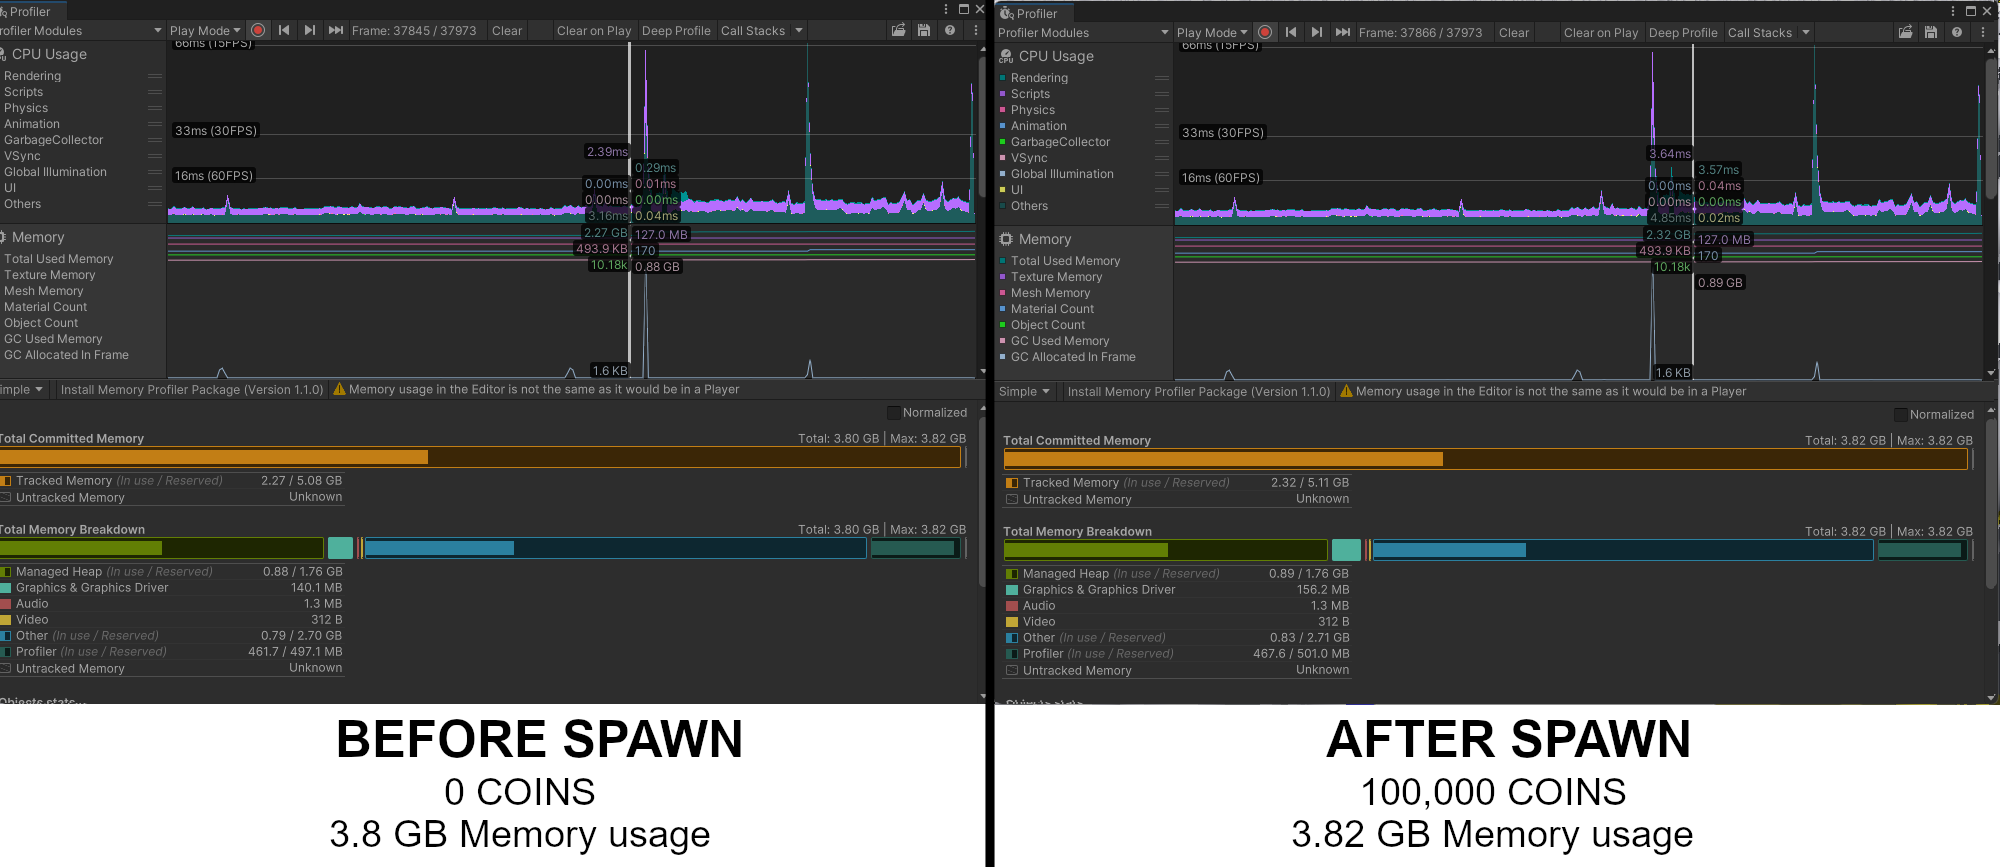 Profiler
rofiler Modules
Play Mode
Frame: 37845 / 37973
Clear
Clear on Play
Deep Profile
Call Stacks
CPU Usage
Rendering
Scripts
Physics
Animation
GarbageCollector
VSync
Global Illumination
UI
Others
66ms (15FPS)
33ms (30FPS)
16ms (60FPS)
2.39ms
0.29ms
0.00ms
0.01ms
0.00ms
0.00ms
3.16ms
0.04ms
Memory
Total Used Memory
Texture Memory
Mesh Memory
Material Count
Object Count
GC Used Memory
GC Allocated In Frame
2.27 GB
127.0 MB
493.9 KB
170
10.18k
0.88 GB
1.6 KB
imple
Install Memory Profiler Package (Version 1.1.0)
Memory usage in the Editor is not the same as it would be in a Player
Normalized
Total Committed Memory
Total: 3.80 GB | Max: 3.82 GB
Tracked Memory (In use / Reserved) 2.27 / 5.08 GB
Untracked Memory Unknown
Total Memory Breakdown
Total: 3.80 GB | Max: 3.82 GB
Managed Heap (In use / Reserved) 0.88 / 1.76 GB
Graphics & Graphics Driver 140.1 MB
Audio 1.3 MB
Video 312 B
Other (In use / Reserved) 0.79 / 2.70 GB
Profiler (In use / Reserved) 461.7 / 497.1 MB
Untracked Memory Unknown
Objects stats...
BEFORE SPAWN
0 COINS
3.8 GB Memory usage
Profiler
Profiler Modules
Play Mode
Frame: 37866 / 37973
Clear
Clear on Play
Deep Profile
Call Stacks
CPU Usage
Rendering
Scripts
Physics
Animation
GarbageCollector
VSync
Global Illumination
UI
Others
66ms (15FPS)
33ms (30FPS)
16ms (60FPS)
3.64ms
3.57ms
0.00ms
0.04ms
0.00ms
0.00ms
4.85ms
0.02ms
Memory
Total Used Memory
Texture Memory
Mesh Memory
Material Count
Object Count
GC Used Memory
GC Allocated In Frame
2.32 GB
127.0 MB
493.9 KB
170
10.18k
0.89 GB
1.6 KB
Simple
Install Memory Profiler Package (Version 1.1.0)
Memory usage in the Editor is not the same as it would be in a Player
Normalized
Total Committed Memory
Total: 3.82 GB | Max: 3.82 GB
Tracked Memory (In use / Reserved) 2.32 / 5.11 GB
Untracked Memory Unknown
Total Memory Breakdown
Total: 3.82 GB | Max: 3.82 GB
Managed Heap (In use / Reserved) 0.89 / 1.76 GB
Graphics & Graphics Driver 156.2 MB
Audio 1.3 MB
Video 312 B
Other (In use / Reserved) 0.83 / 2.71 GB
Profiler (In use / Reserved) 467.6 / 501.0 MB
Untracked Memory Unknown
AFTER SPAWN
100,000 COINS
3.82 GB Memory usage